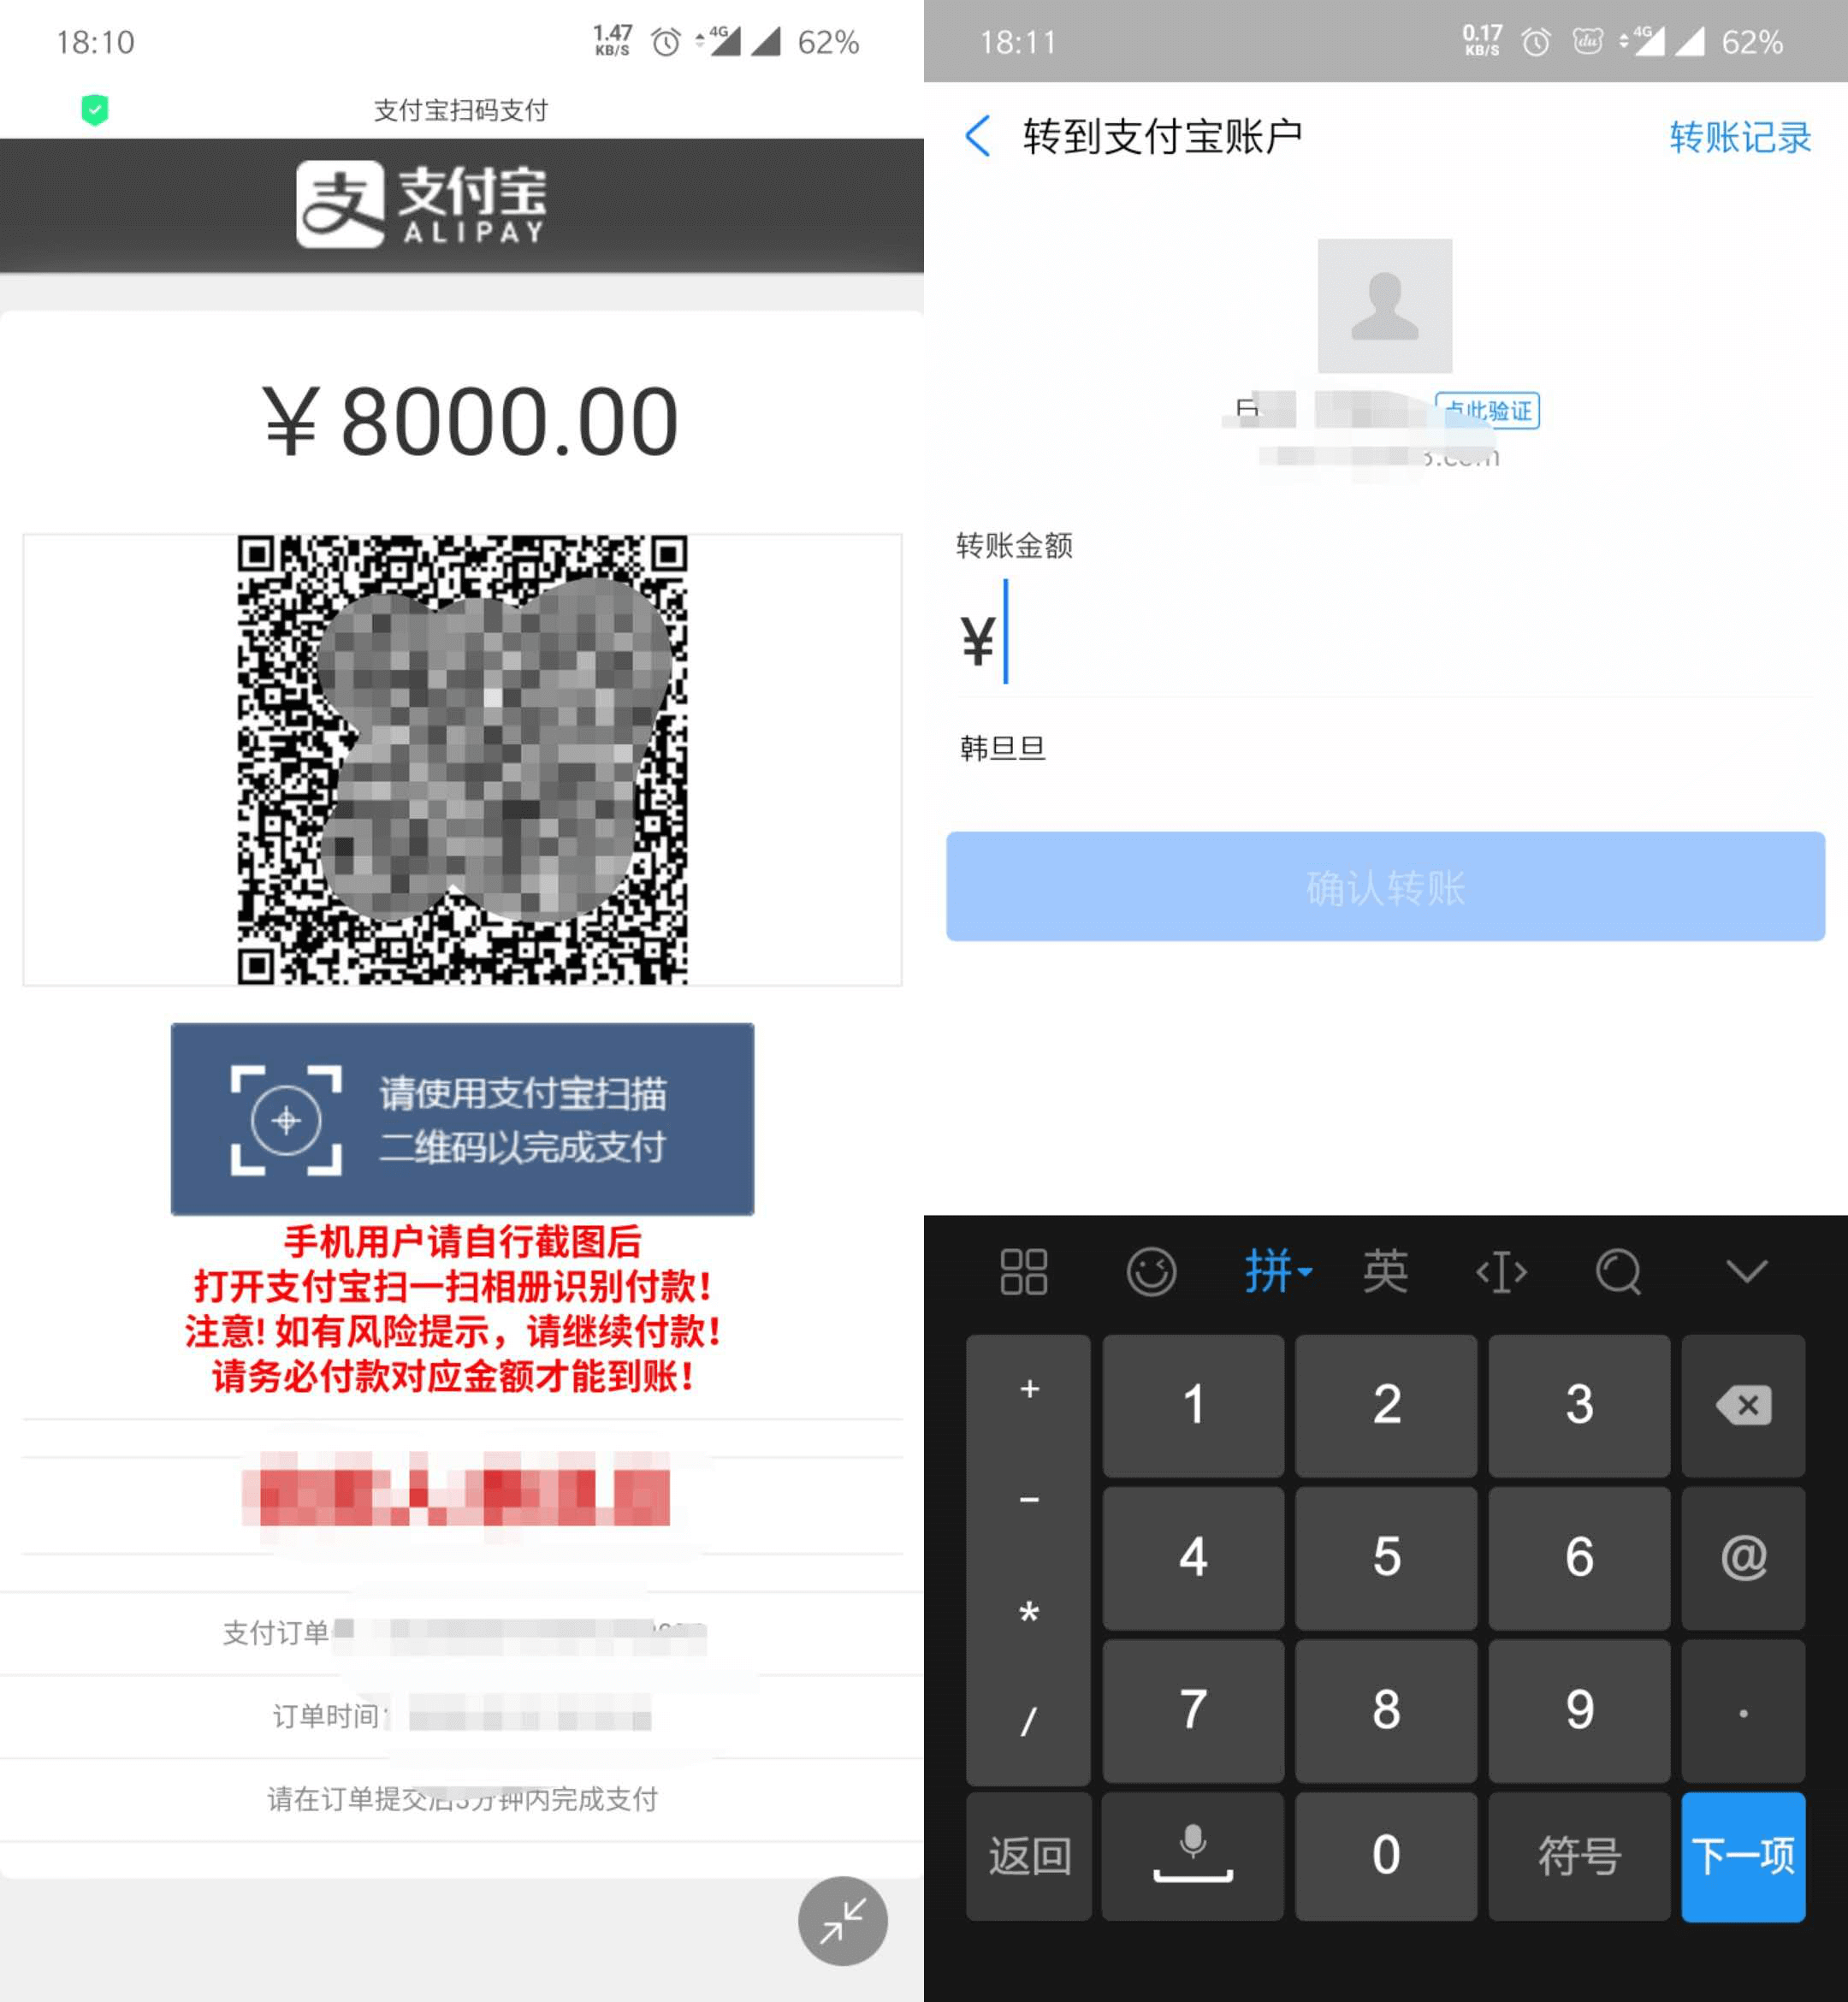 18:10
1.47
KB/S
4G
62%
支付宝扫码支付
支 支付宝
ALIPAY
¥8000.00
请使用支付宝扫描
二维码以完成支付
手机用户请自行截图后
打开支付宝扫一扫相册识别付款!
注意! 如有风险提示，请继续付款!
请务必付款对应金额才能到账!
支付订单
订单时间:
请在订单提交后3分钟内完成支付
18:11
0.17
KB/S
du
4G
62%
转到支付宝账户
转账记录
点此验证
3.com
转账金额
¥
韩旦旦
确认转账
拼
英
+
1
2
3
-
4
5
6
@
*
7
8
9
.
/
返回
0
符号
下一项